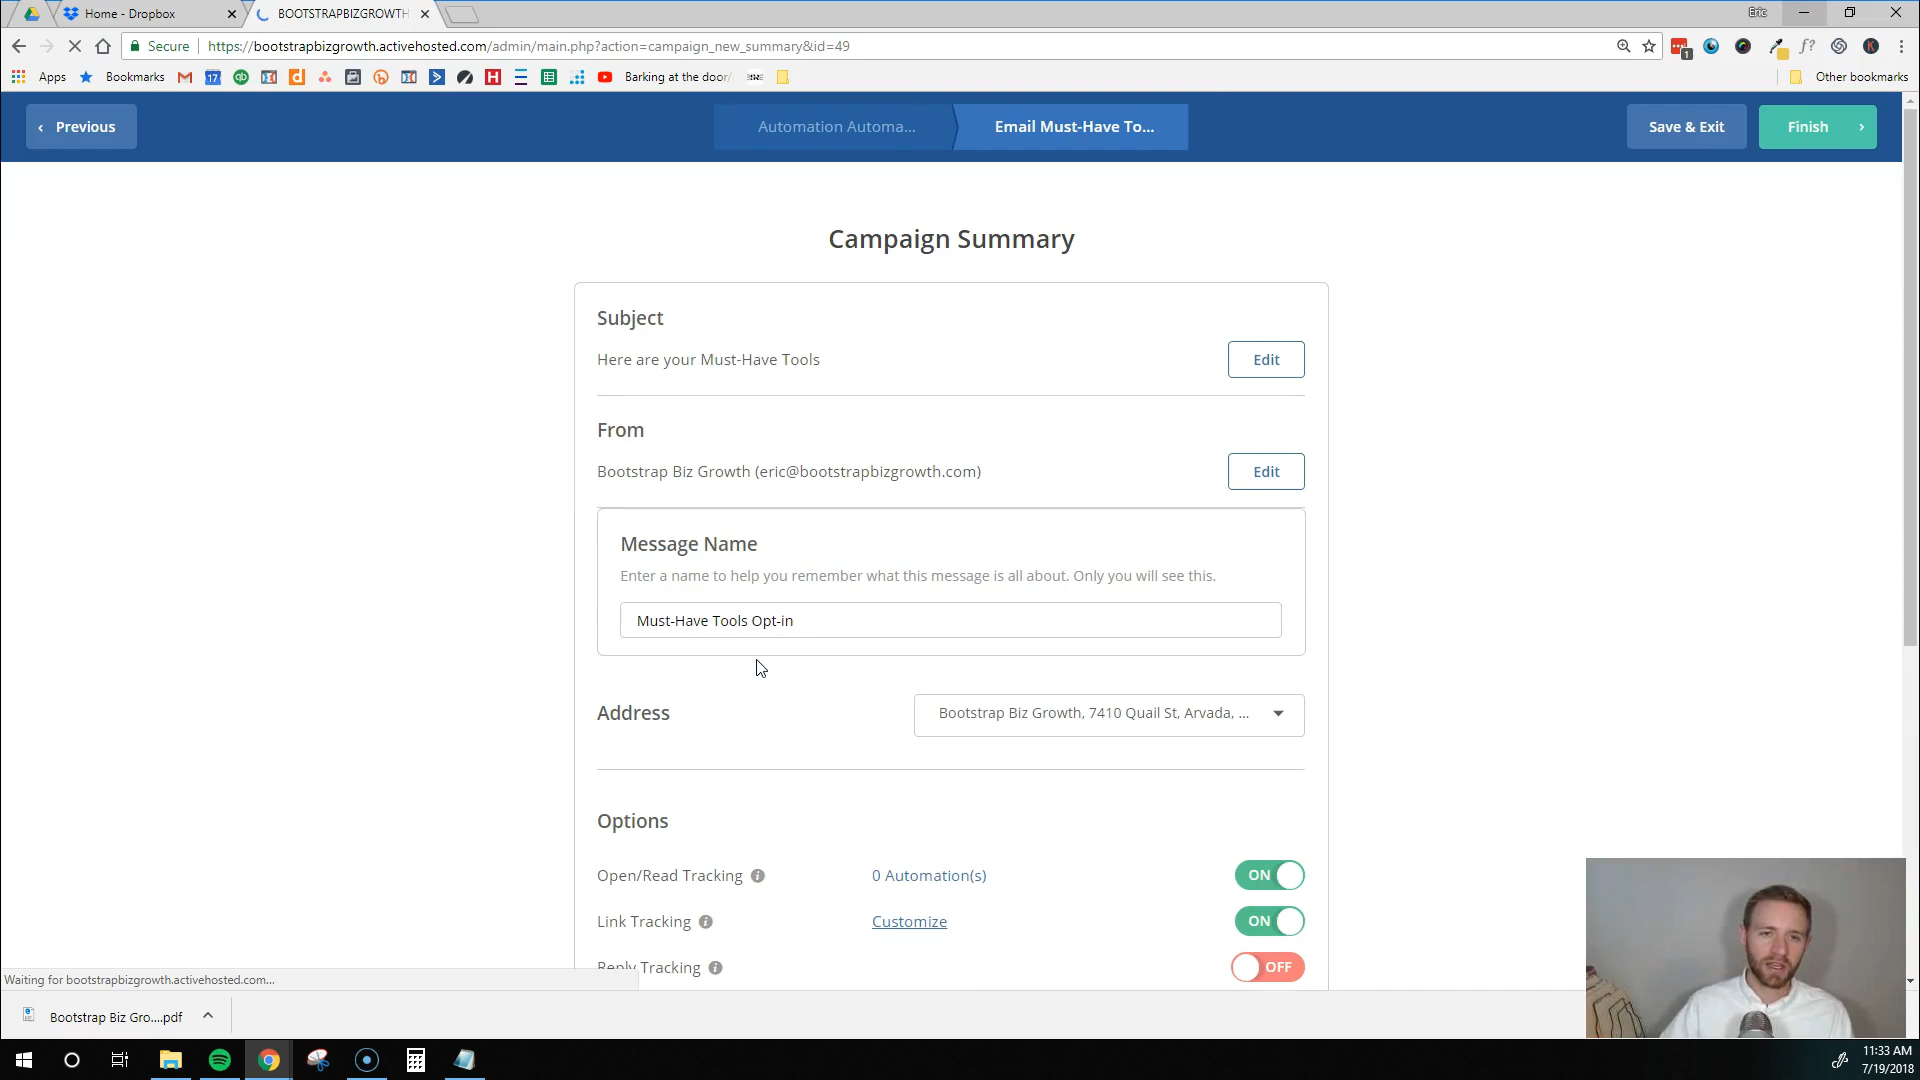 Home - Dropbox
BOOTSTRAPBIZGROWTH
Eric
Secure
https://bootstrapbizgrowth.activehosted.com/admin/main.php?action=campaign_new_summary&id=49
1
f?
K
Apps
Bookmarks
17
Barking at the door/
Other bookmarks
Previous
Automation Automa...
Email Must-Have To...
Save & Exit
Finish
Campaign Summary
Subject
Here are your Must-Have Tools
Edit
From
Bootstrap Biz Growth (eric@bootstrapbizgrowth.com)
Edit
Message Name
Enter a name to help you remember what this message is all about. Only you will see this.
Must-Have Tools Opt-in
Address
Bootstrap Biz Growth, 7410 Quail St, Arvada, ...
Options
Open/Read Tracking
0 Automation(s)
ON
Link Tracking
Customize
ON
Reply Tracking
OFF
Waiting for bootstrapbizgrowth.activehosted.com...
Bootstrap Biz Gro....pdf
11:33 AM
7/19/2018